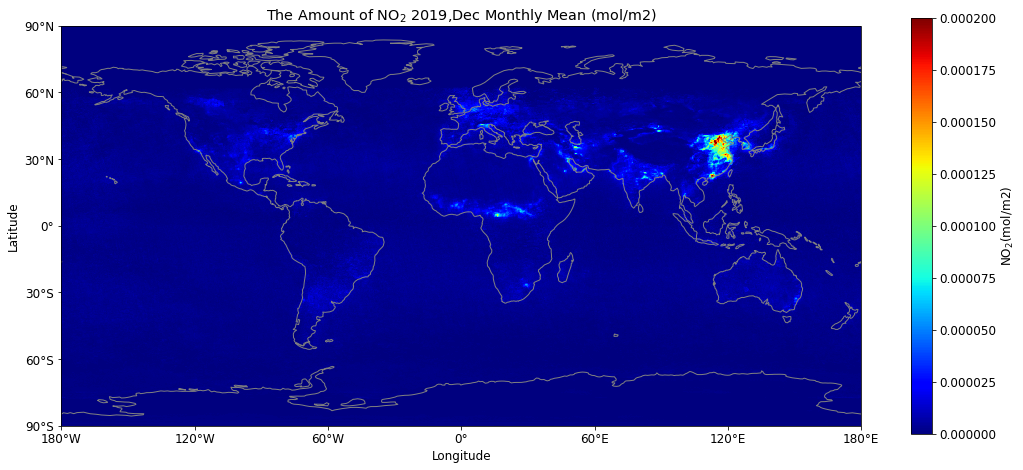 The Amount of NO₂ 2019,Dec Monthly Mean (mol/m2)
90°N
60°N
30°N
0°
30°S
60°S
90°S
Latitude
180°W
120°W
60°W
0°
60°E
120°E
180°E
Longitude
0.000200
0.000175
0.000150
0.000125
0.000100
0.000075
0.000050
0.000025
0.000000
NO₂(mol/m2)